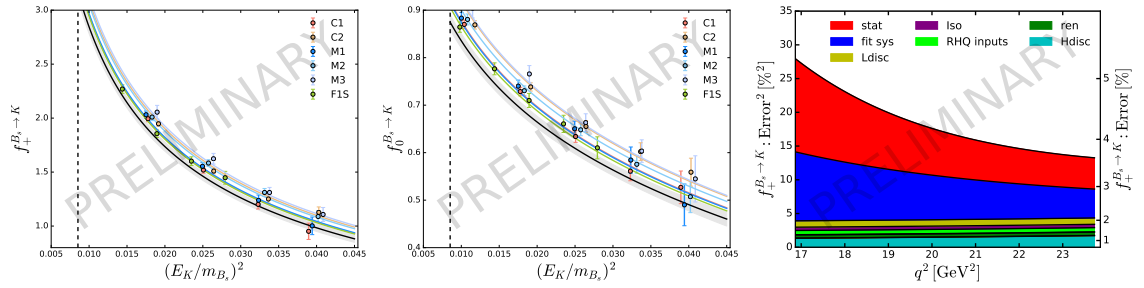 3.0
2.5
2.0
1.5
1.0
f_+^{B_s→K}
C1
C2
M1
M2
M3
F1S
PRELIMINARY
0.005 0.010 0.015 0.020 0.025 0.030 0.035 0.040 0.045
(E_K/m_{B_s})^2
0.9
0.8
0.7
0.6
0.5
0.4
f_0^{B_s→K}
C1
C2
M1
M2
M3
F1S
PRELIMINARY
0.005 0.010 0.015 0.020 0.025 0.030 0.035 0.040 0.045
(E_K/m_{B_s})^2
35
30
25
20
15
10
5
0
f_+^{B_s→K}: Error^2 [%^2]
stat Iso ren
fit sys RHQ inputs Hdisc
Ldisc
PRELIMINARY
5
4
3
2
1
f_+^{B_s→K}: Error [%]
17 18 19 20 21 22 23
q^2 [GeV^2]